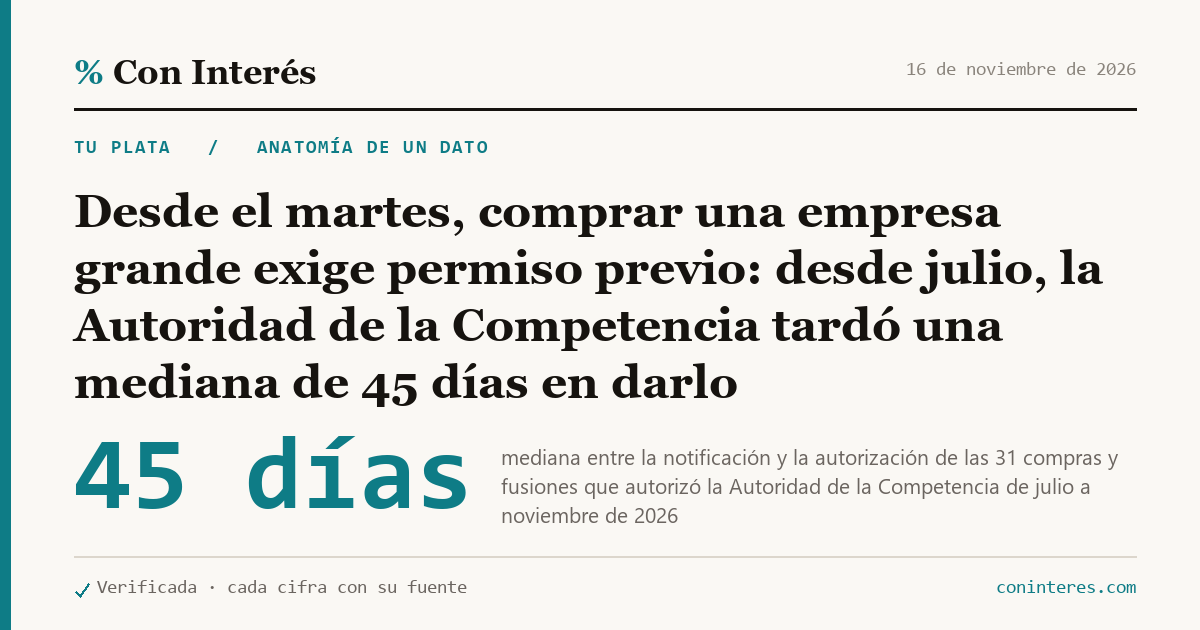 % Con Interés
16 de noviembre de 2026
TU PLATA / ANATOMÍA DE UN DATO
Desde el martes, comprar una empresa
grande exige permiso previo: desde julio, la
Autoridad de la Competencia tardó una
mediana de 45 días en darlo
45 días
mediana entre la notificación y la autorización de las 31 compras y
fusiones que autorizó la Autoridad de la Competencia de julio a
noviembre de 2026
✓ Verificada · cada cifra con su fuente
coninteres.com